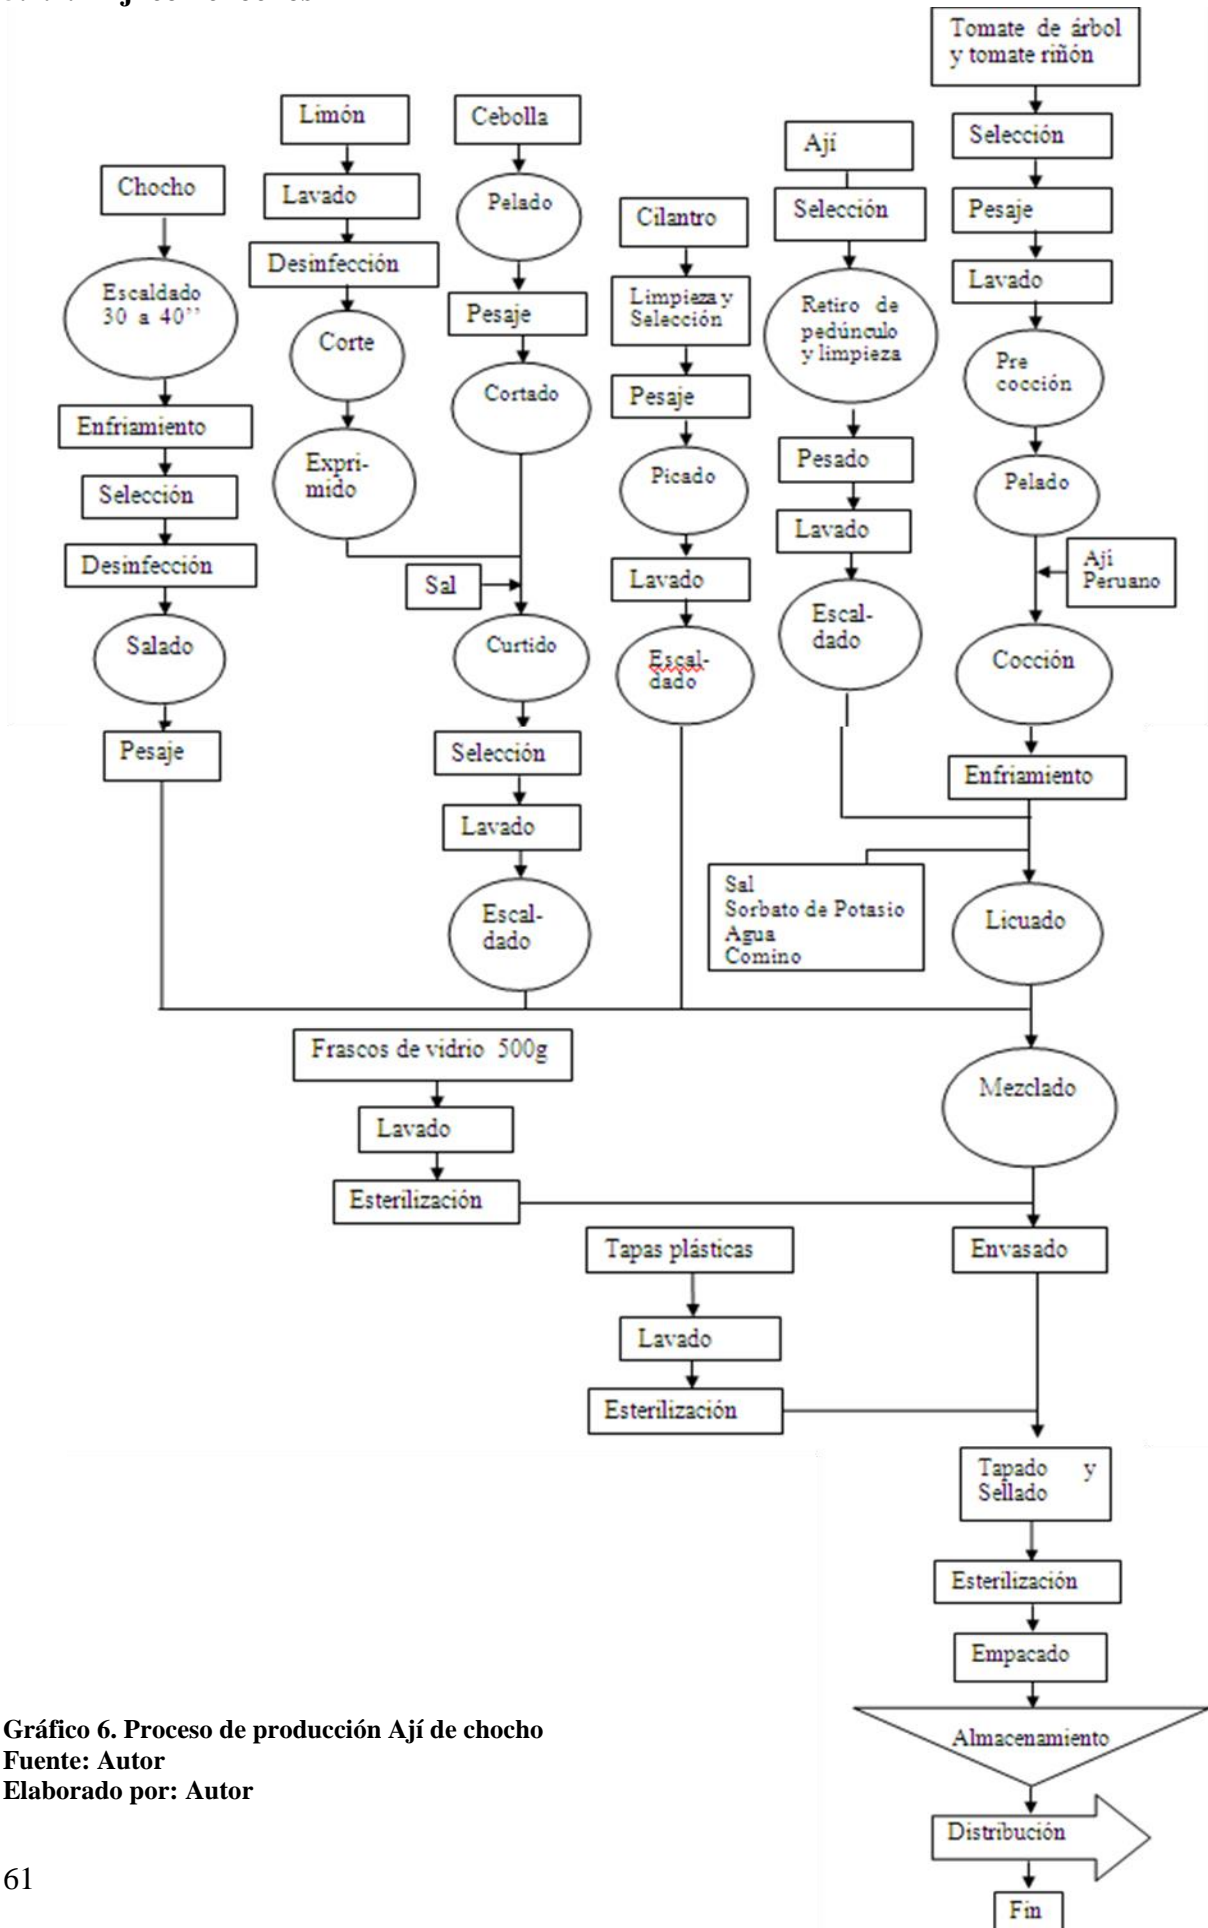 Tomate de árbol
y tomate riñón
Selección
Pesaje
Lavado
Pre
cocción
Pelado
Ají
Peruano
Cocción
Enfriamiento
Ají
Selección
Retiro de
pedúnculo
y limpieza
Pesado
Lavado
Escal-
dado
Cilantro
Limpieza y
Selección
Pesaje
Picado
Lavado
Escal-
dado
Cebolla
Pelado
Pesaje
Cortado
Limón
Lavado
Desinfección
Corte
Expri-
mido
Sal
Curtido
Selección
Lavado
Escal-
dado
Chocho
Escaldado
30 a 40’’
Enfriamiento
Selección
Desinfección
Salado
Pesaje
Sal
Sorbato de Potasio
Agua
Comino
Licuado
Mezclado
Frascos de vidrio 500g
Lavado
Esterilización
Envasado
Tapas plásticas
Lavado
Esterilización
Tapado y
Sellado
Esterilización
Empacado
Almacenamiento
Distribución
Fin
Gráfico 6. Proceso de producción Ají de chocho
Fuente: Autor
Elaborado por: Autor
61